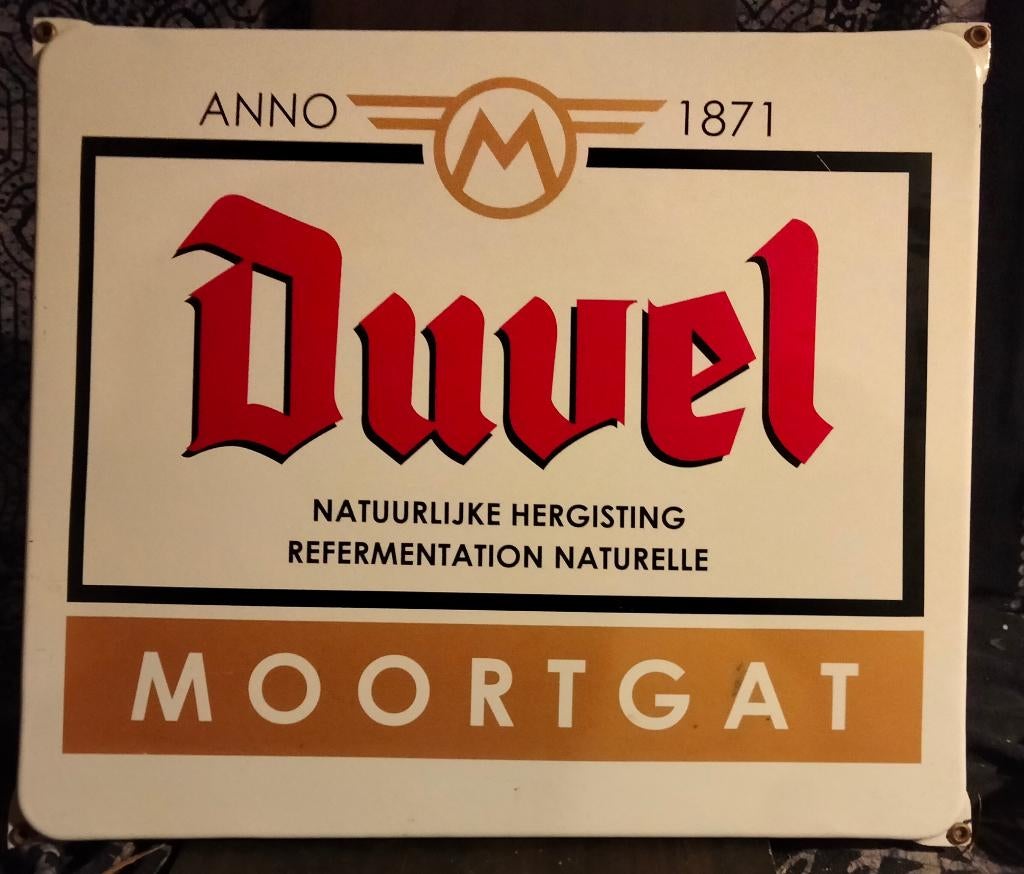 ANNO M 1871
Duvel
NATUURLIJKE HERGISTING
REFERMENTATION NATURELLE
MOORTGAT